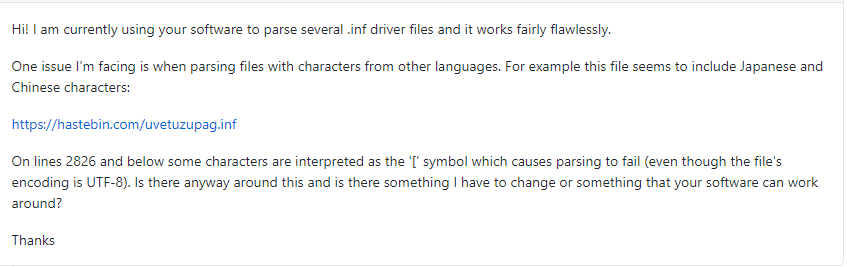 Hi! I am currently using your software to parse several .inf driver files and it works fairly flawlessly.
One issue I'm facing is when parsing files with characters from other languages. For example this file seems to include Japanese and
Chinese characters:
https://hastebin.com/uvetuzupag.inf
On lines 2826 and below some characters are interpreted as the '[' symbol which causes parsing to fail (even though the file's
encoding is UTF-8). Is there anyway around this and is there something I have to change or something that your software can work
around?
Thanks